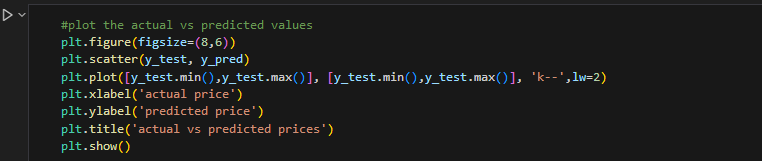 #plot the actual vs predicted values
plt.figure(figsize=(8,6))
plt.scatter(y_test, y_pred)
plt.plot([y_test.min(),y_test.max()], [y_test.min(),y_test.max()], 'k--',lw=2)
plt.xlabel('actual price')
plt.ylabel('predicted price')
plt.title('actual vs predicted prices')
plt.show()